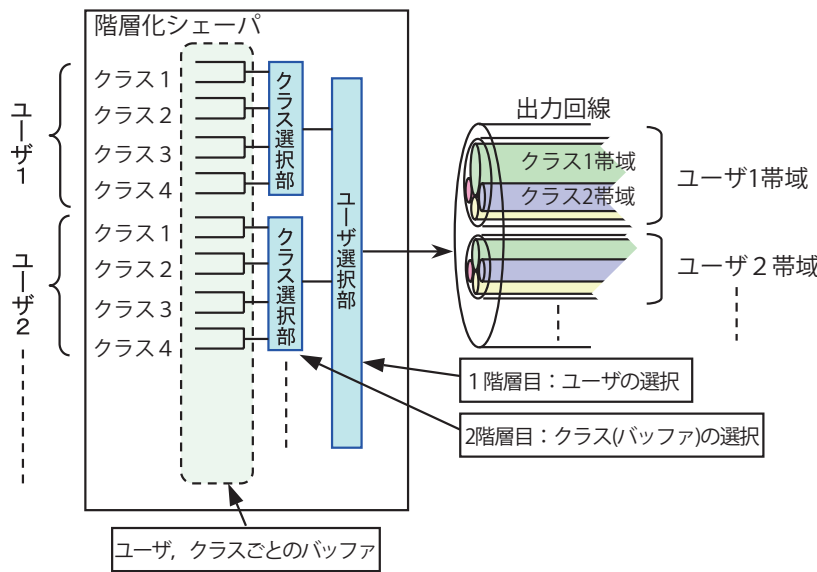 階層化シェーパ
ユーザ1
クラス1
クラス2
クラス3
クラス4
クラス選択部
ユーザ2
クラス1
クラス2
クラス3
クラス4
クラス選択部
ユーザ選択部
出力回線
クラス1帯域
クラス2帯域
ユーザ1帯域
ユーザ2帯域
1階層目：ユーザの選択
2階層目：クラス(バッファ)の選択
ユーザ，クラスごとのバッファ